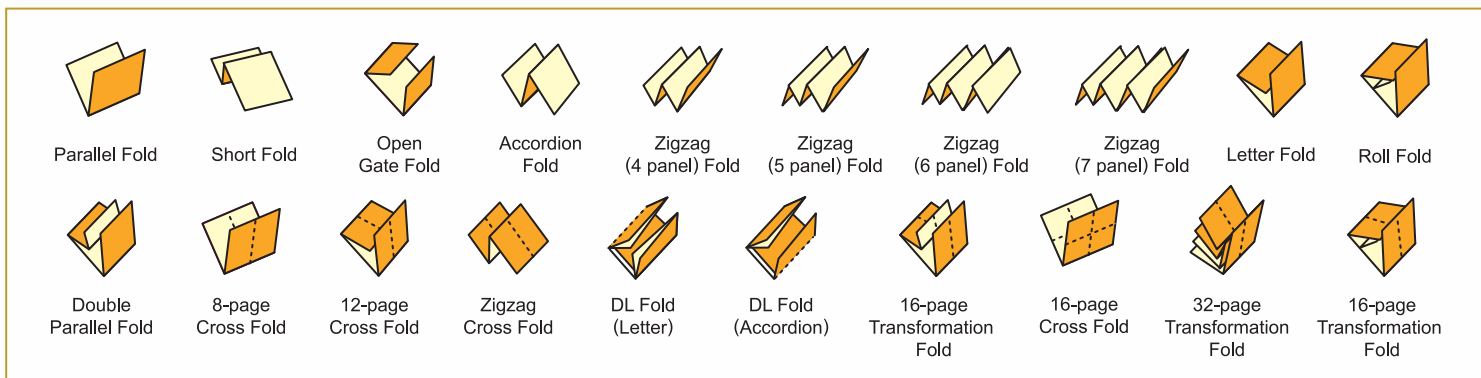 Parallel Fold
Short Fold
Open
Gate Fold
Accordion
Fold
Zigzag
(4 panel) Fold
Zigzag
(5 panel) Fold
Zigzag
(6 panel) Fold
Zigzag
(7 panel) Fold
Letter Fold
Roll Fold
Double
Parallel Fold
8-page
Cross Fold
12-page
Cross Fold
Zigzag
Cross Fold
DL Fold
(Letter)
DL Fold
(Accordion)
16-page
Transformation
Fold
16-page
Cross Fold
32-page
Transformation
Fold
16-page
Transformation
Fold